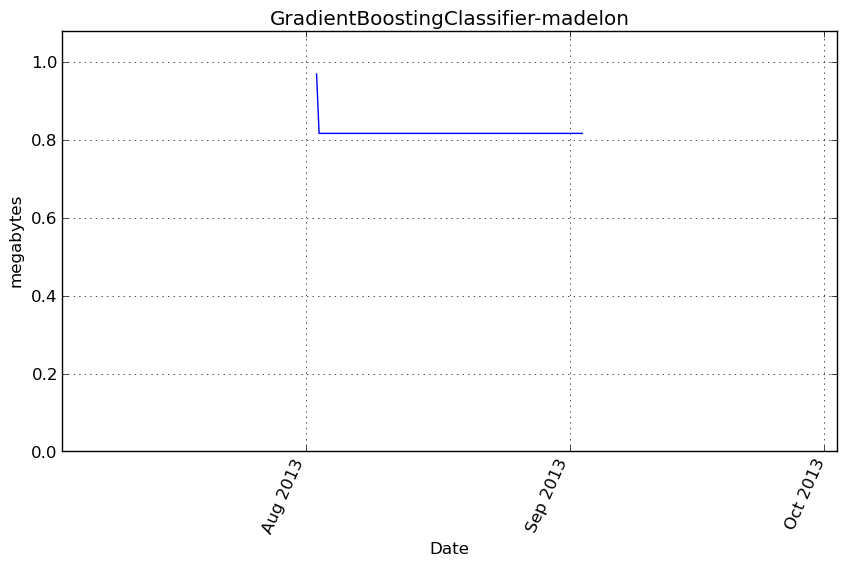 GradientBoostingClassifier-madelon
1.0
0.8
0.6
0.4
0.2
0.0
megabytes
Aug 2013
Sep 2013
Oct 2013
Date